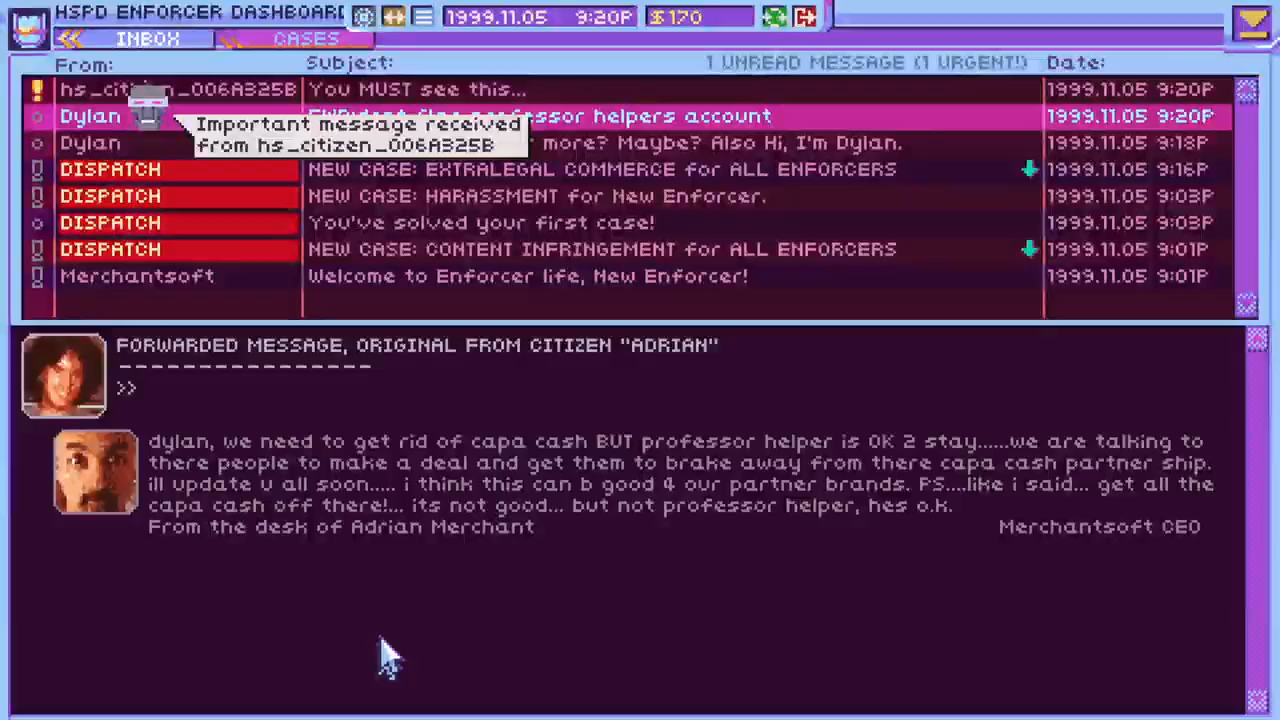 HSPD ENFORCER DASHBOARD
1999.11.05 9:20P
170
INBOX
CASES
From:
Subject:
1 UNREAD MESSAGE (1 URGENT!)
Date:
hs_citizen_006A325B
You MUST see this...
1999.11.05 9:20P
Dylan
helpers account
1999.11.05 9:20P
Important message received
from hs_citizen_006A325B
Dylan
more? Maybe? Also Hi, I'm Dylan.
1999.11.05 9:18P
DISPATCH
NEW CASE: EXTRALEGAL COMMERCE for ALL ENFORCERS
1999.11.05 9:16P
DISPATCH
NEW CASE: HARASSMENT for New Enforcer.
1999.11.05 9:03P
DISPATCH
You've solved your first case!
1999.11.05 9:03P
DISPATCH
NEW CASE: CONTENT INFRINGEMENT for ALL ENFORCERS
1999.11.05 9:01P
Merchantsoft
Welcome to Enforcer life, New Enforcer!
1999.11.05 9:01P
FORWARDED MESSAGE, ORIGINAL FROM CITIZEN "ADRIAN"
-----------------
>>
dylan, we need to get rid of capa cash BUT professor helper is OK 2 stay......we are talking to
there people to make a deal and get them to brake away from there capa cash partner ship.
ill update u all soon..... i think this can b good 4 our partner brands. PS....like i said... get all the
capa cash off there!... its not good... but not professor helper, hes o.k.
From the desk of Adrian Merchant
Merchantsoft CEO